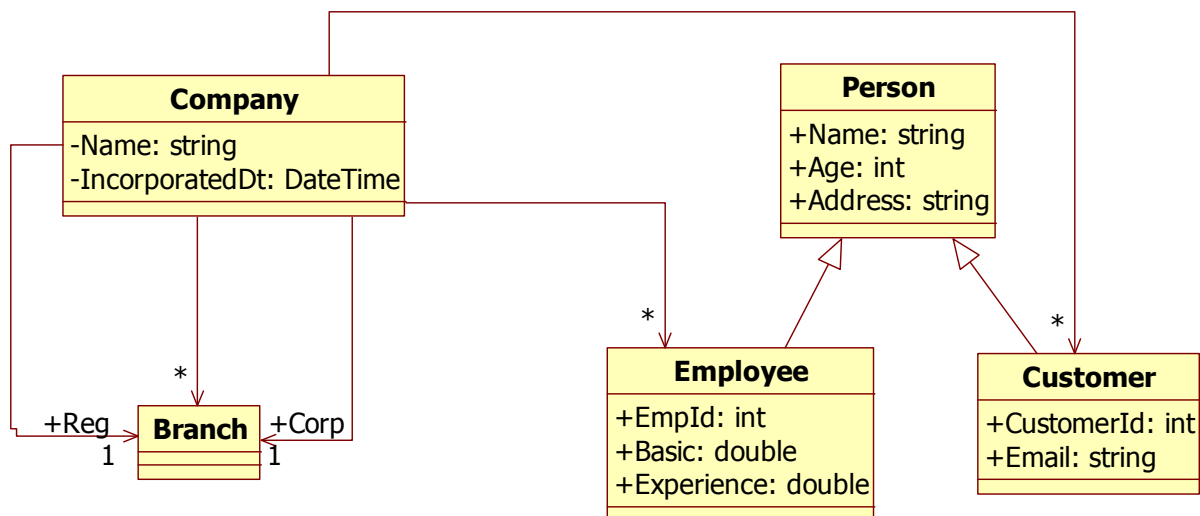 Company
-Name: string
-IncorporatedDt: DateTime
Person
+Name: string
+Age: int
+Address: string
*
*
*
+Reg
1
Branch
+Corp
1
Employee
+EmpId: int
+Basic: double
+Experience: double
Customer
+CustomerId: int
+Email: string